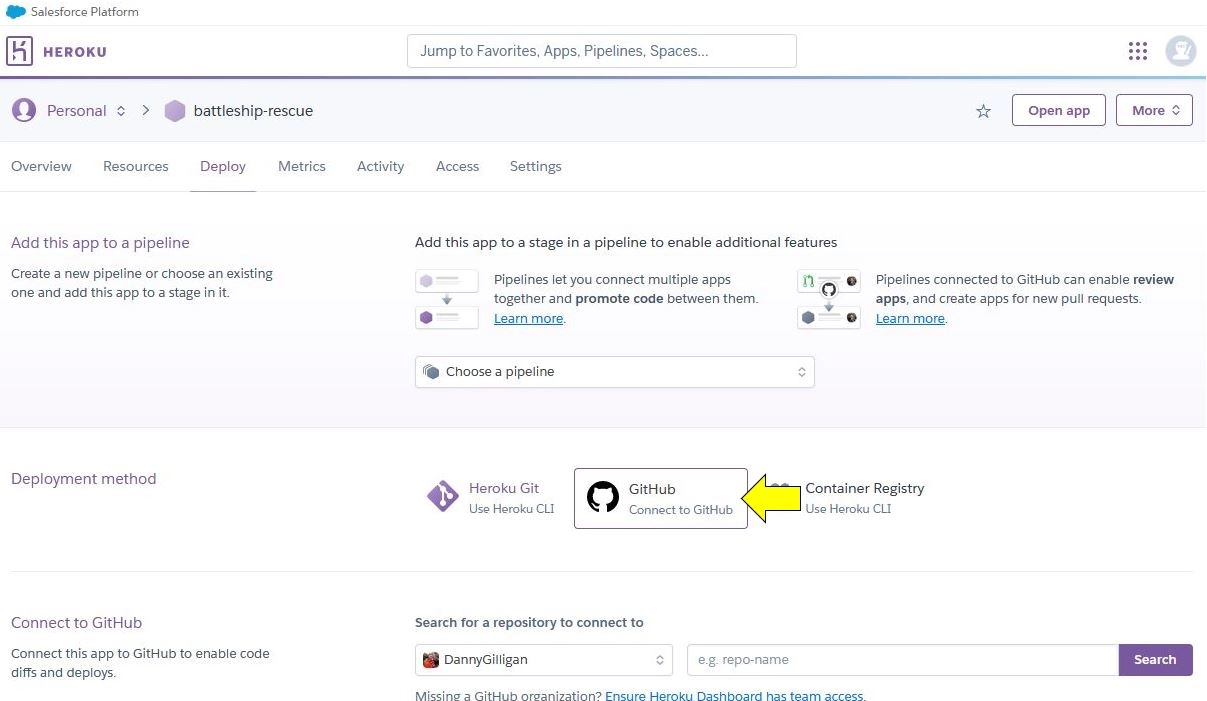 Salesforce Platform
HEROKU
Jump to Favorites, Apps, Pipelines, Spaces...
Personal
battleship-rescue
Open app
More
Overview
Resources
Deploy
Metrics
Activity
Access
Settings
Add this app to a pipeline
Create a new pipeline or choose an existing
one and add this app to a stage in it.
Add this app to a stage in a pipeline to enable additional features
Pipelines let you connect multiple apps
together and promote code between them.
Learn more.
Pipelines connected to GitHub can enable review
apps, and create apps for new pull requests.
Learn more.
Choose a pipeline
Deployment method
Heroku Git
Use Heroku CLI
GitHub
Connect to GitHub
Container Registry
Use Heroku CLI
Connect to GitHub
Connect this app to GitHub to enable code
diffs and deploys.
Search for a repository to connect to
DannyGilligan
e.g. repo-name
Search
Missing a GitHub organization? Ensure Heroku Dashboard has team access.